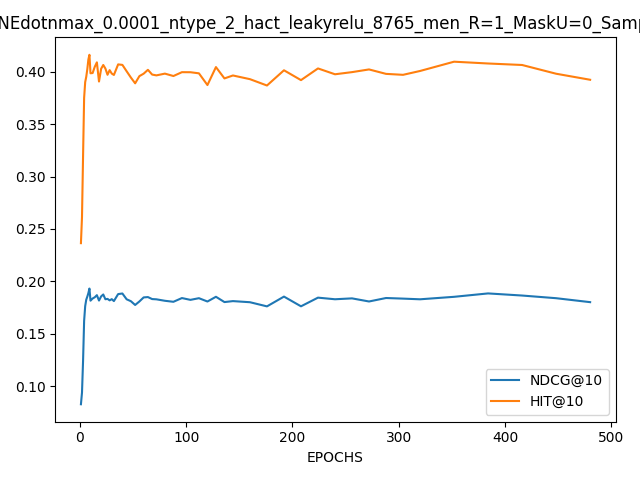 NEdotnmax_0.0001_ntype_2_hact_leakyrelu_8765_men_R=1_MaskU=0_Samp
0.40
0.35
0.30
0.25
0.20
0.15
0.10
NDCG@10
HIT@10
0 100 200 300 400 500
EPOCHS